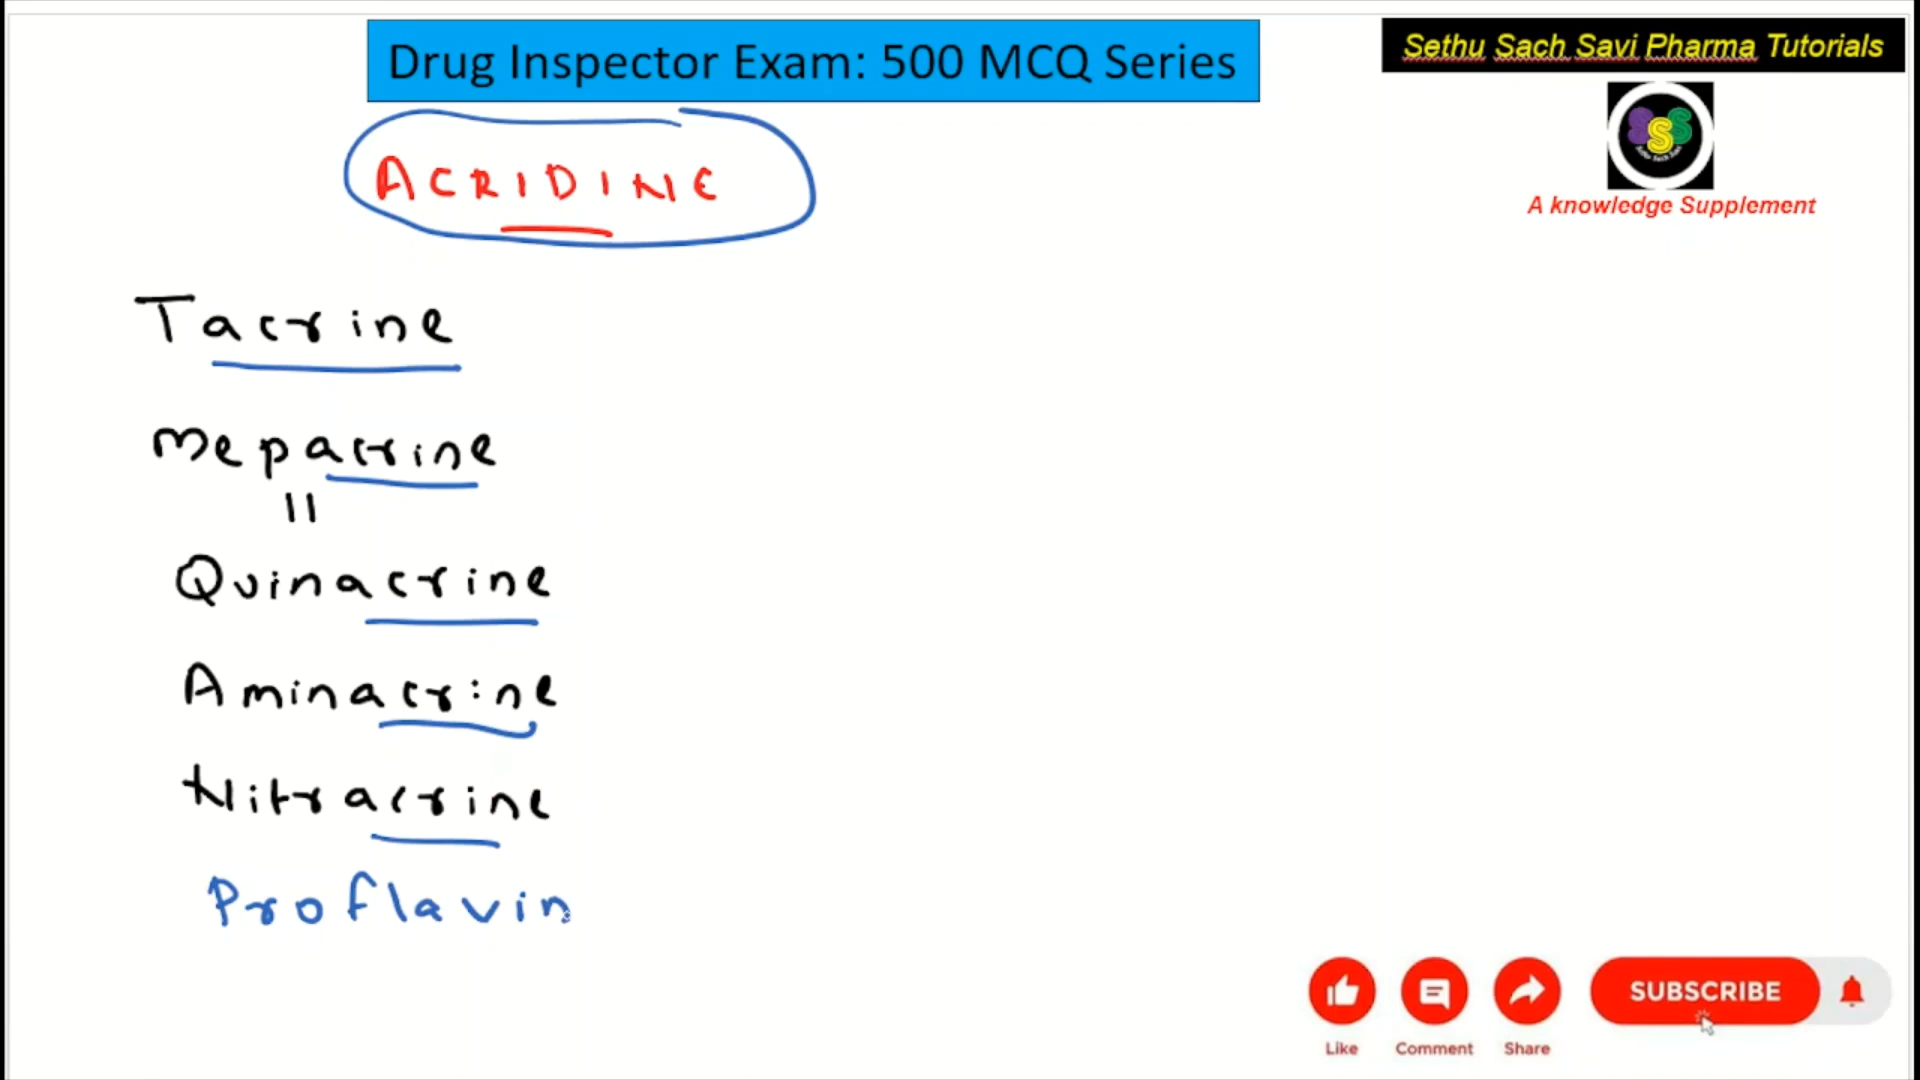 Drug Inspector Exam: 500 MCQ Series
Sethu Sach Savi Pharma Tutorials
SSS
A knowledge Supplement
ACRIDINE
Tacrine
Mepacrine
||
Quinacrine
Aminacrine
Nitracrine
Proflavin
SUBSCRIBE
Like
Comment
Share